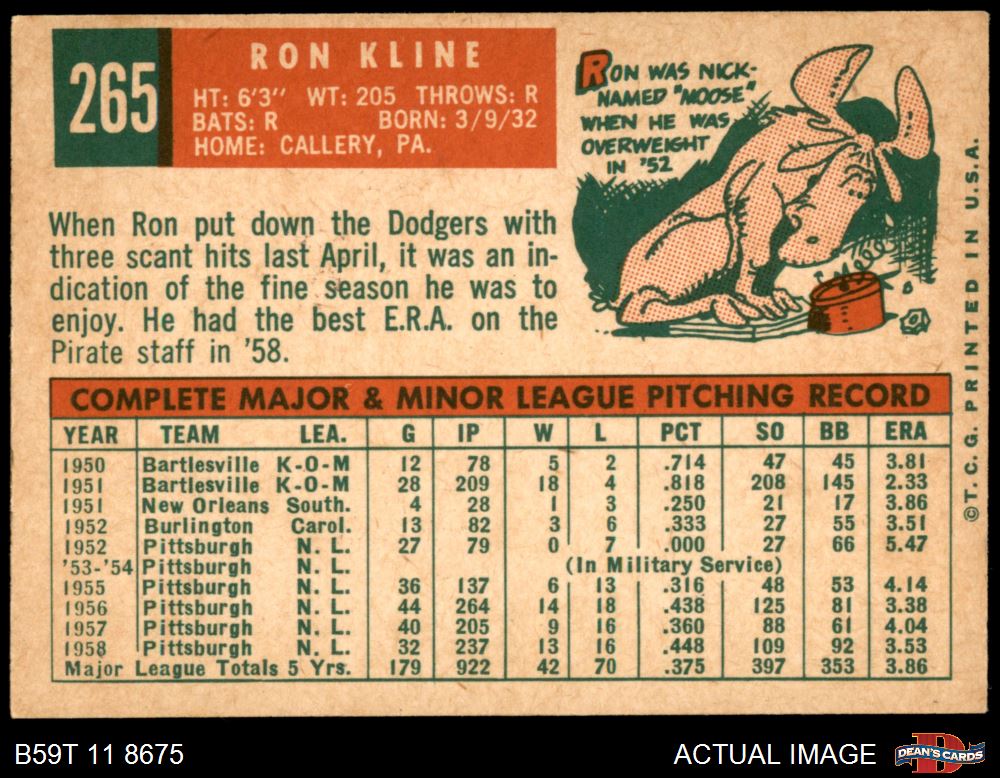 265
RON KLINE
HT: 6'3" WT: 205 THROWS: R
BATS: R BORN: 3/9/32
HOME: CALLERY, PA.
RON WAS NICK-
NAMED "MOOSE"
WHEN HE WAS
OVERWEIGHT
IN '52
When Ron put down the Dodgers with
three scant hits last April, it was an in-
dication of the fine season he was to
enjoy. He had the best E.R.A. on the
Pirate staff in '58.
COMPLETE MAJOR & MINOR LEAGUE PITCHING RECORD
YEAR TEAM LEA. G IP W L PCT SO BB ERA
1950 Bartlesville K-O-M 12 78 5 2 .714 47 45 3.81
1951 Bartlesville K-O-M 28 209 18 4 .818 208 145 2.33
1951 New Orleans South. 4 28 1 3 .250 21 17 3.86
1952 Burlington Carol. 13 82 3 6 .333 27 55 3.51
1952 Pittsburgh N. L. 27 79 0 7 .000 27 66 5.47
'53-'54 Pittsburgh N. L. (In Military Service)
1955 Pittsburgh N. L. 36 137 6 13 .316 48 53 4.14
1956 Pittsburgh N. L. 44 264 14 18 .438 125 81 3.38
1957 Pittsburgh N. L. 40 205 9 16 .360 88 61 4.04
1958 Pittsburgh N. L. 32 237 13 16 .448 109 92 3.53
Major League Totals 5 Yrs. 179 922 42 70 .375 397 353 3.86
©T. C. G. PRINTED IN U.S.A.
B59T 11 8675
ACTUAL IMAGE
DEAN'S CARDS